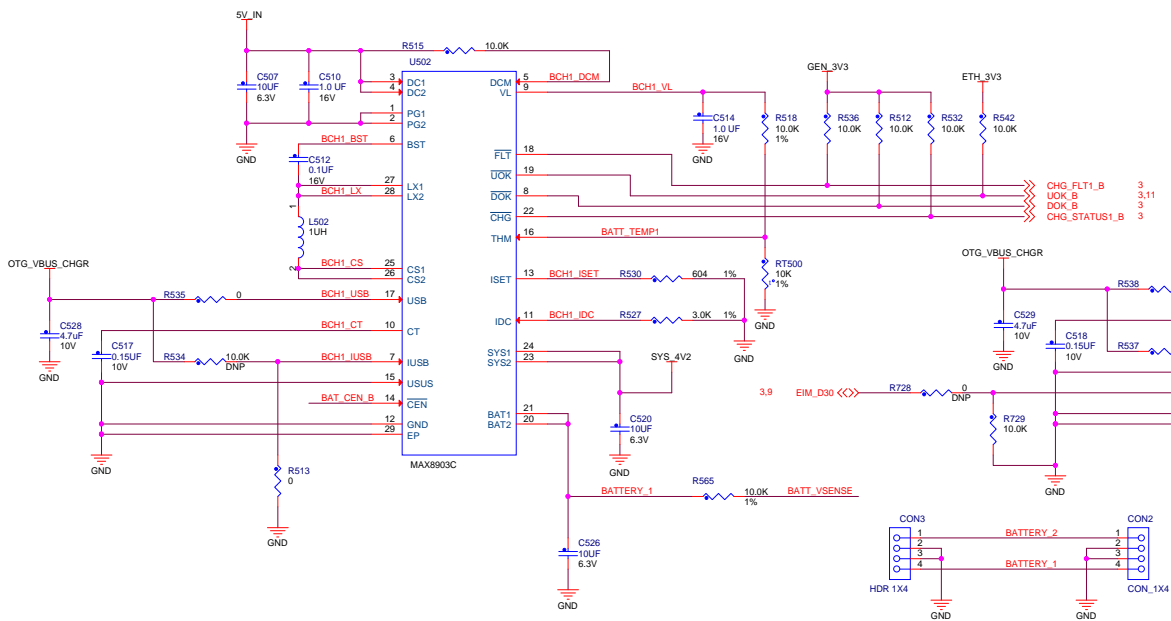 5V_IN
R515
10.0K
U502
C507
10UF
6.3V
C510
1.0 UF
16V
3
DC1
4
DC2
1
PG1
2
PG2
GND
BCH1_BST
6
BST
C512
0.1UF
16V
27
LX1
BCH1_LX
28
LX2
1
L502
1UH
2
BCH1_CS
25
CS1
26
CS2
OTG_VBUS_CHGR
R535
0
BCH1_USB
17
USB
C528
4.7uF
10V
GND
BCH1_CT
10
CT
C517
0.15UF
10V
R534
10.0K
DNP
BCH1_IUSB
7
IUSB
15
USUS
BAT_CEN_B
14
CEN
12
GND
29
EP
GND
R513
0
GND
MAX8903C
DCM
5
BCH1_DCM
VL
9
BCH1_VL
C514
1.0 UF
16V
GND
R518
10.0K
1%
GEN_3V3
R536
10.0K
R512
10.0K
R532
10.0K
ETH_3V3
R542
10.0K
FLT
18
UOK
19
DOK
8
CHG
22
CHG_FLT1_B 3
UOK_B 3,11
DOK_B 3
CHG_STATUS1_B 3
THM
16
BATT_TEMP1
RT500
10K
1%
t°
GND
ISET
13
BCH1_ISET
R530
604
1%
IDC
11
BCH1_IDC
R527
3.0K
1%
GND
SYS1
24
SYS2
23
SYS_4V2
C520
10UF
6.3V
GND
BAT1
21
BAT2
20
BATTERY_1
R565
10.0K
1%
BATT_VSENSE
C526
10UF
6.3V
GND
OTG_VBUS_CHGR
R538
C529
4.7uF
10V
GND
C518
0.15UF
10V
R537
3,9 EIM_D30
R728
0
DNP
R729
10.0K
GND
CON3
1
2
3
4
HDR 1X4
BATTERY_2
BATTERY_1
GND
CON2
1
2
3
4
CON_1X4
GND